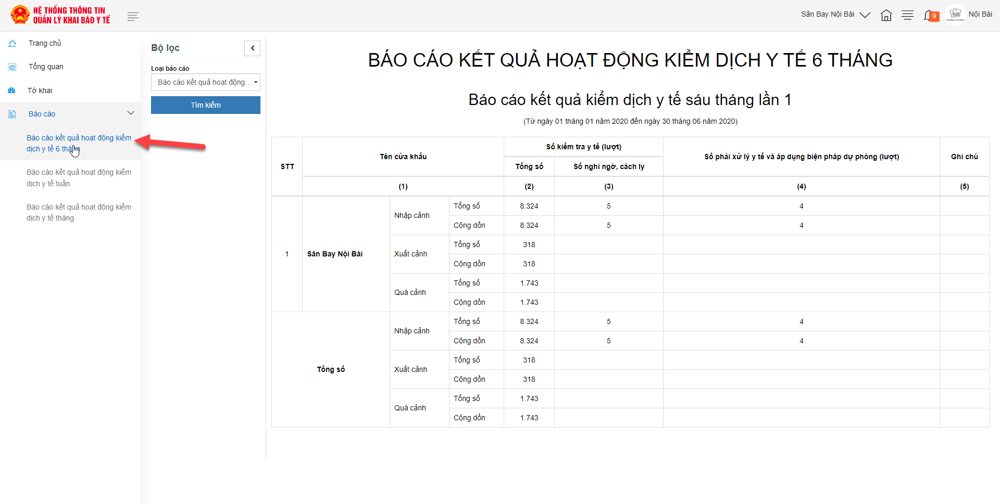 HỆ THỐNG THÔNG TIN
QUẢN LÝ KHAI BÁO Y TẾ
Sân Bay Nội Bài
9
Nội Bài
Trang chủ
Tổng quan
Tờ khai
Báo cáo
Báo cáo kết quả hoạt động kiểm
dịch y tế 6 tháng
Báo cáo kết quả hoạt động kiểm
dịch y tế tuần
Báo cáo kết quả hoạt động kiểm
dịch y tế tháng
Bộ lọc
Loại báo cáo
Báo cáo kết quả hoạt động...
Tìm kiếm
BÁO CÁO KẾT QUẢ HOẠT ĐỘNG KIỂM DỊCH Y TẾ 6 THÁNG
Báo cáo kết quả kiểm dịch y tế sáu tháng lần 1
(Từ ngày 01 tháng 01 năm 2020 đến ngày 30 tháng 06 năm 2020)
STT
Tên cửa khẩu
Số kiểm tra y tế (lượt)
Số phải xử lý y tế và áp dụng biện pháp dự phòng (lượt)
Ghi chú
Tổng số
Số nghi ngờ, cách ly
(1) (2) (3) (4) (5)
1
Sân Bay Nội Bài
Nhập cảnh
Tổng số 8.324 5 4
Cộng dồn 8.324 5 4
Xuất cảnh
Tổng số 318
Cộng dồn 318
Quá cảnh
Tổng số 1.743
Cộng dồn 1.743
Tổng số
Nhập cảnh
Tổng số 8.324 5 4
Cộng dồn 8.324 5 4
Xuất cảnh
Tổng số 318
Cộng dồn 318
Quá cảnh
Tổng số 1.743
Cộng dồn 1.743